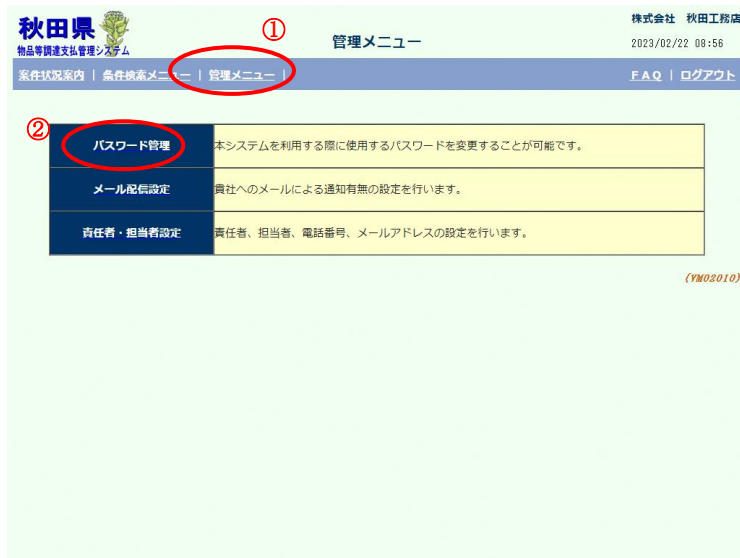 秋田県
物品等調達支払管理システム
①
管理メニュー
株式会社 秋田工務店
2023/02/22 08:56
案件状況案内 | 条件検索メニュー | 管理メニュー |
FAQ | ログアウト
②
パスワード管理 本システムを利用する際に使用するパスワードを変更することが可能です。
メール配信設定 貴社へのメールによる通知有無の設定を行います。
責任者・担当者設定 責任者、担当者、電話番号、メールアドレスの設定を行います。
(YM02010)